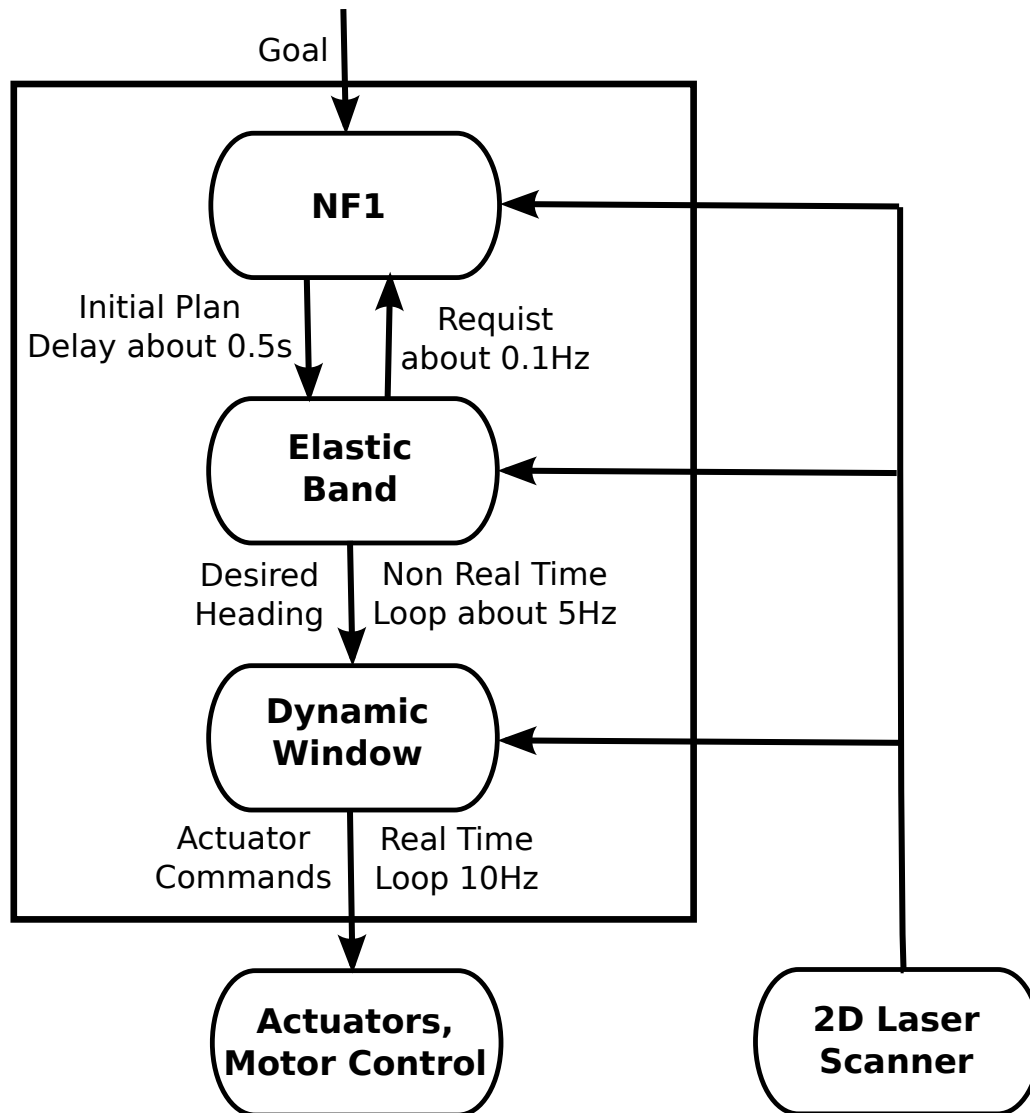 Goal
NF1
Initial Plan
Delay about 0.5s
Requist
about 0.1Hz
Elastic
Band
Desired
Heading
Non Real Time
Loop about 5Hz
Dynamic
Window
Actuator
Commands
Real Time
Loop 10Hz
Actuators,
Motor Control
2D Laser
Scanner